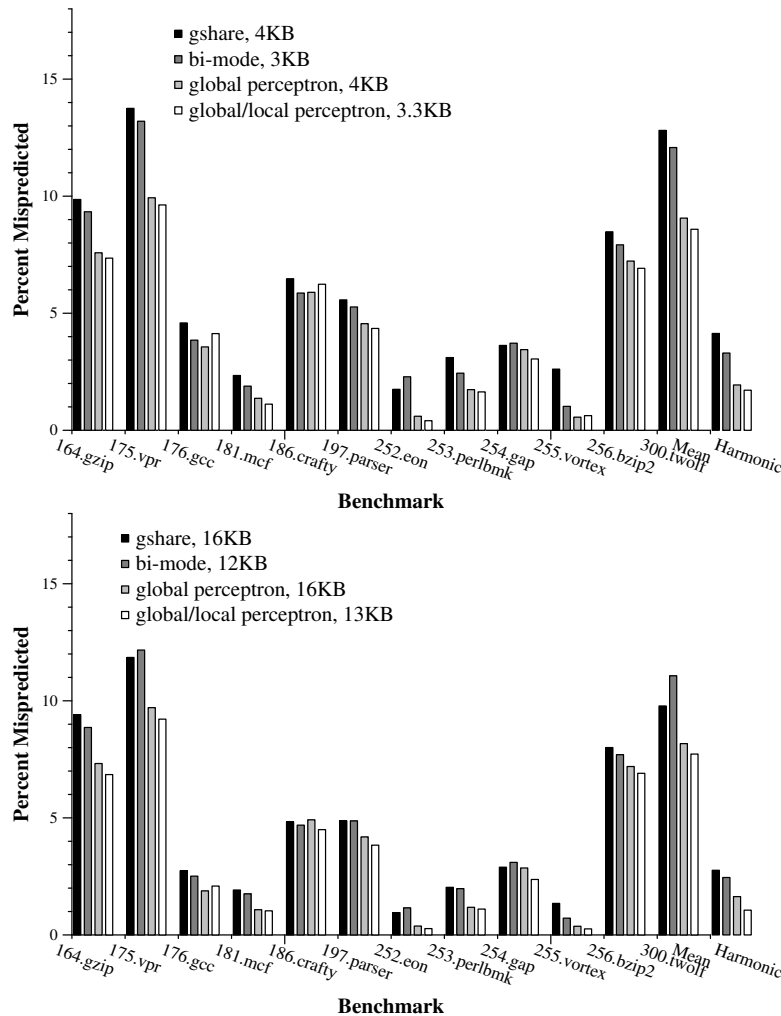 gshare, 4KB
bi-mode, 3KB
global perceptron, 4KB
global/local perceptron, 3.3KB
Percent Mispredicted
15
10
5
0
164.gzip
175.vpr
176.gcc
181.mcf
186.crafty
197.parser
252.eon
253.perlbmk
254.gap
255.vortex
256.bzip2
300.twolf
Mean
Harmonic
Benchmark
gshare, 16KB
bi-mode, 12KB
global perceptron, 16KB
global/local perceptron, 13KB
Percent Mispredicted
15
10
5
0
164.gzip
175.vpr
176.gcc
181.mcf
186.crafty
197.parser
252.eon
253.perlbmk
254.gap
255.vortex
256.bzip2
300.twolf
Mean
Harmonic
Benchmark